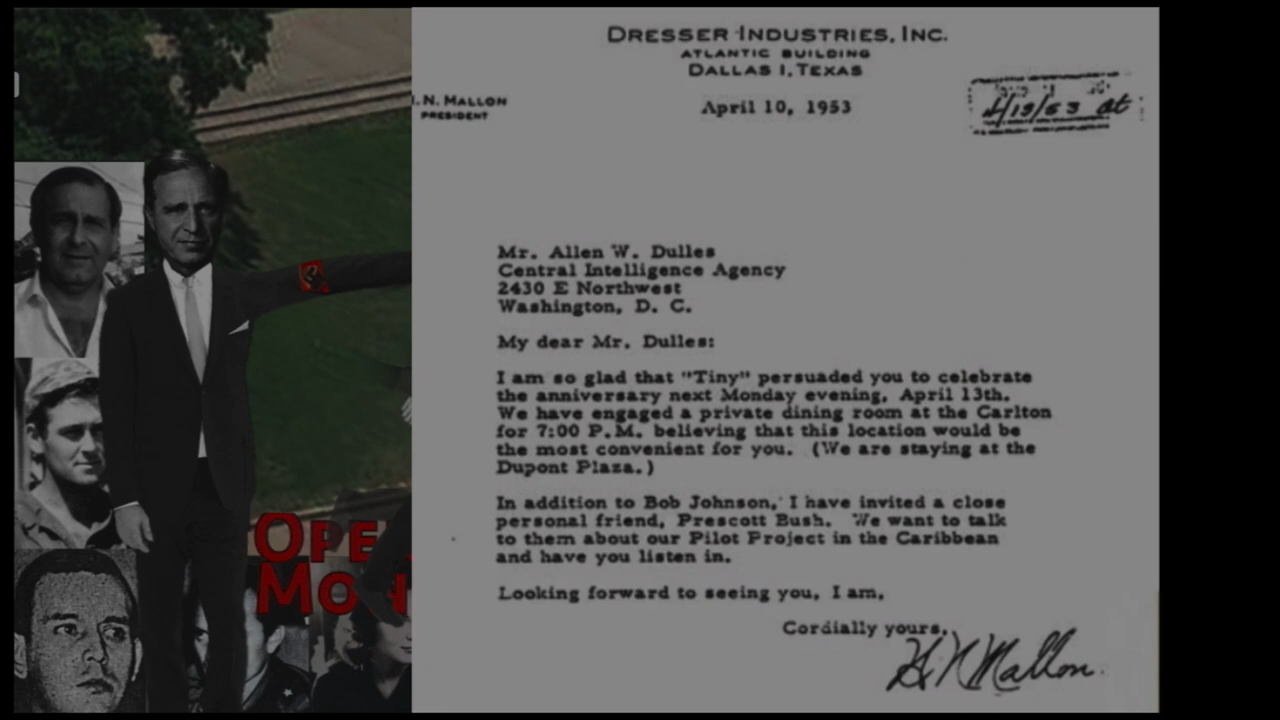 DRESSER INDUSTRIES, INC.
ATLANTIC BUILDING
DALLAS 1, TEXAS
. N. MALLON
PRESIDENT
April 10, 1953
4/13/53 at
Mr. Allen W. Dulles
Central Intelligence Agency
2430 E Northwest
Washington, D. C.
My dear Mr. Dulles:
I am so glad that "Tiny" persuaded you to celebrate
the anniversary next Monday evening, April 13th.
We have engaged a private dining room at the Carlton
for 7:00 P.M. believing that this location would be
the most convenient for you. (We are staying at the
Dupont Plaza.)
In addition to Bob Johnson, I have invited a close
personal friend, Prescott Bush. We want to talk
to them about our Pilot Project in the Caribbean
and have you listen in.
Looking forward to seeing you, I am,
Cordially yours,
H N Mallon
OPE
MON